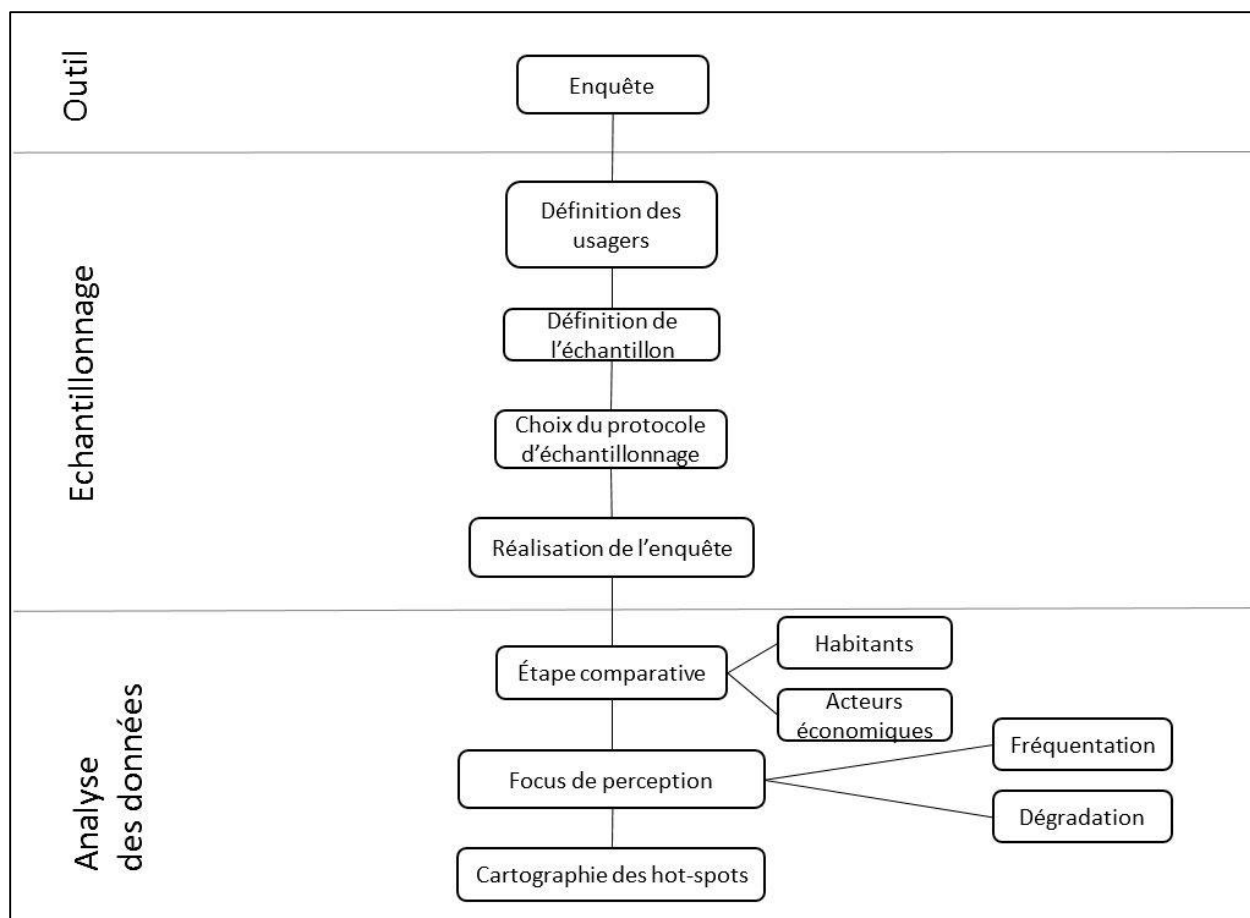 Outil
Enquête
Echantillonnage
Définition des
usagers
Définition de
l'échantillon
Choix du protocole
d'échantillonnage
Réalisation de l'enquête
Analyse
des données
Étape comparative
Habitants
Acteurs
économiques
Focus de perception
Fréquentation
Dégradation
Cartographie des hot-spots